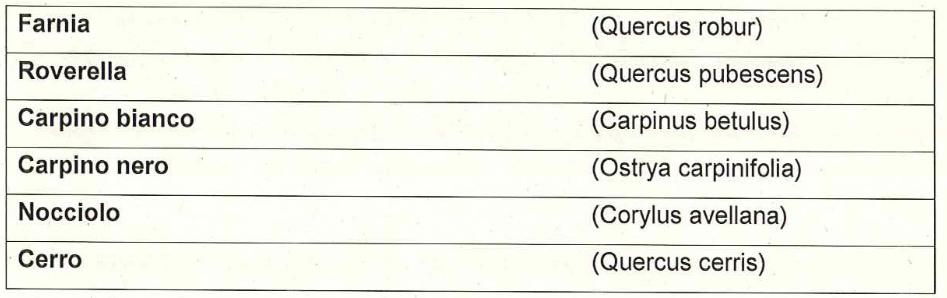 Farnia (Quercus robur)
Roverella (Quercus pubescens)
Carpino bianco (Carpinus betulus)
Carpino nero (Ostrya carpinifolia)
Nocciolo (Corylus avellana)
Cerro (Quercus cerris)